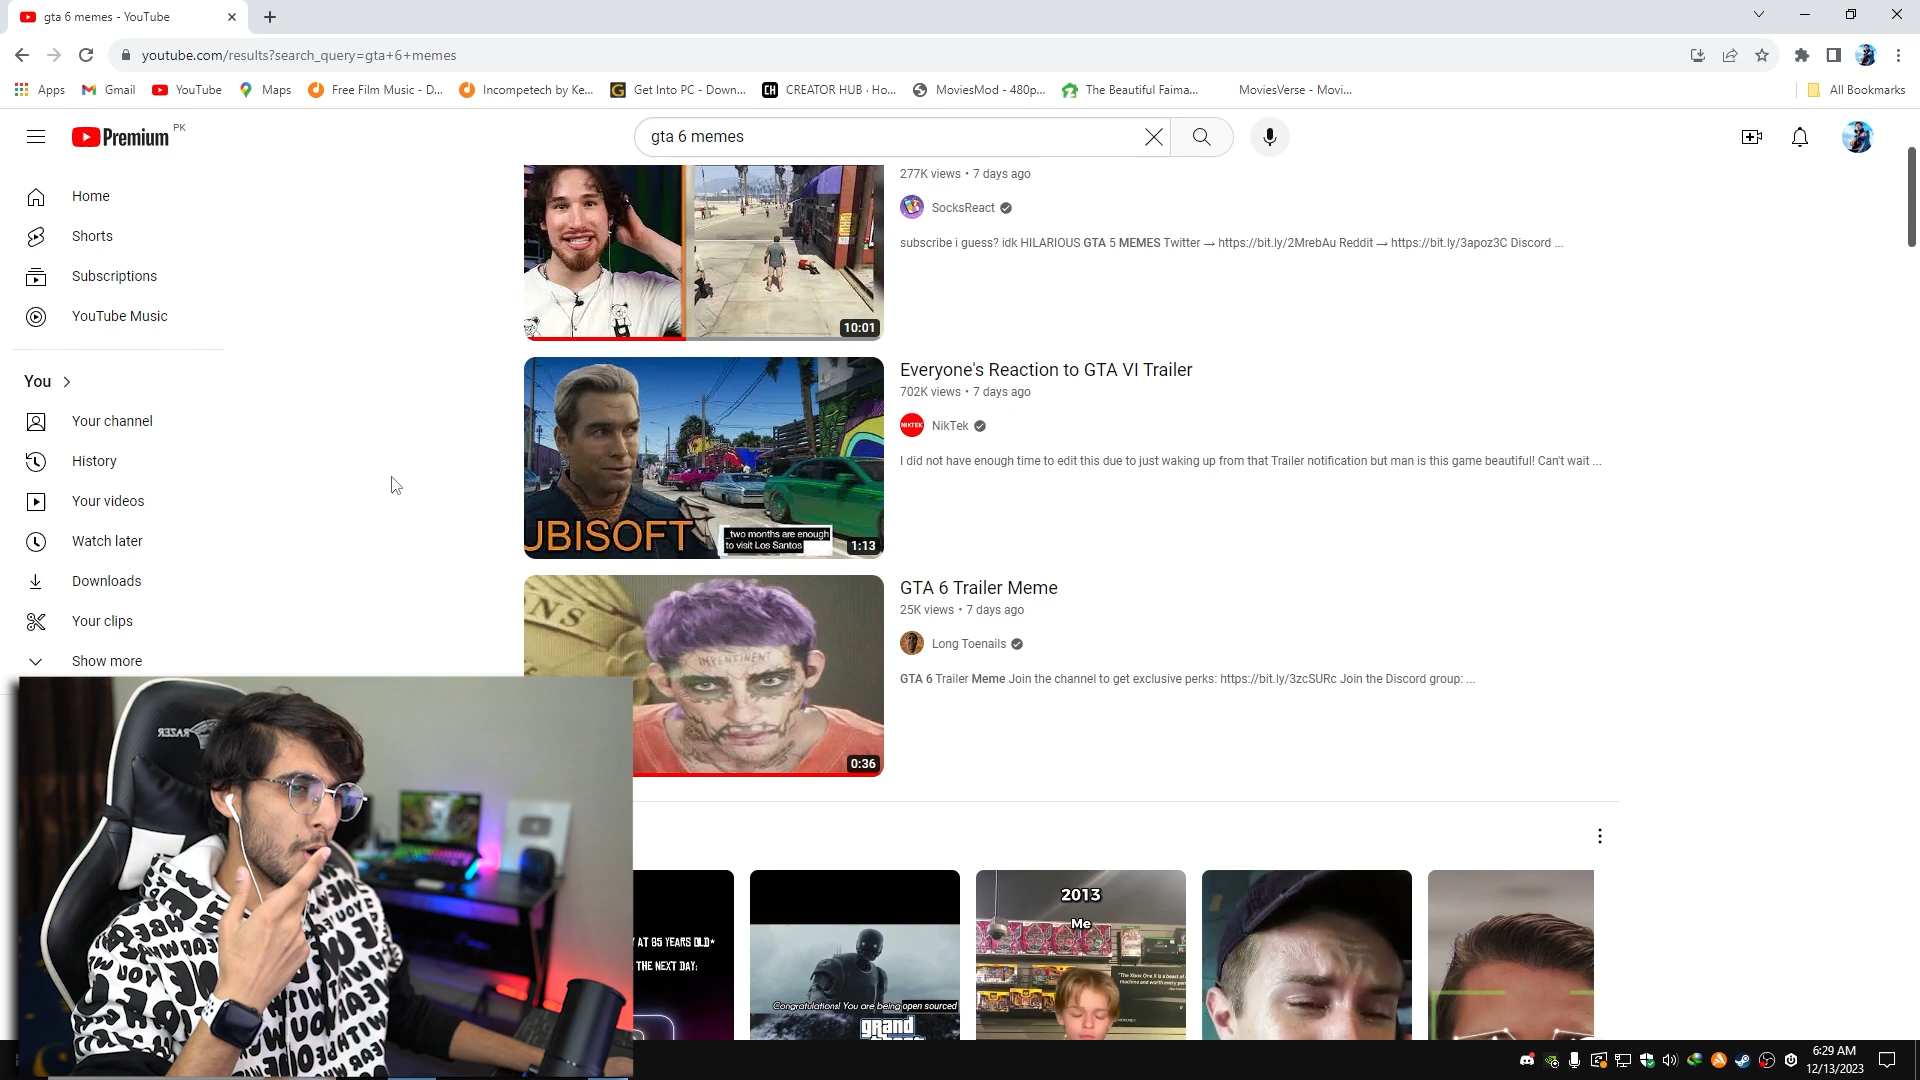 gta 6 memes - YouTube
youtube.com/results?search_query=gta+6+memes
Apps
Gmail
YouTube
Maps
Free Film Music - D...
Incompetech by Ke...
Get Into PC - Down...
CH
CREATOR HUB · Ho...
MoviesMod - 480p...
The Beautiful Faima...
MoviesVerse - Movi...
All Bookmarks
Premium
PK
gta 6 memes
Home
Shorts
Subscriptions
YouTube Music
You
Your channel
History
Your videos
Watch later
Downloads
Your clips
Show more
10:01
277K views • 7 days ago
SocksReact
subscribe i guess? idk HILARIOUS GTA 5 MEMES Twitter → https://bit.ly/2MrebAu Reddit → https://bit.ly/3apoz3C Discord ...
UBISOFT
two months are enough
to visit Los Santos
1:13
Everyone's Reaction to GTA VI Trailer
702K views • 7 days ago
NIKTEK
NikTek
I did not have enough time to edit this due to just waking up from that Trailer notification but man is this game beautiful! Can't wait ...
NS
IMPENTINENT
0:36
GTA 6 Trailer Meme
25K views • 7 days ago
Long Toenails
GTA 6 Trailer Meme Join the channel to get exclusive perks: https://bit.ly/3zcSURc Join the Discord group: ...
RAZER
AT 85 YEARS OLD*
THE NEXT DAY:
Congratulations! You are being open sourced
grand
2013
Me
6:29 AM
12/13/2023